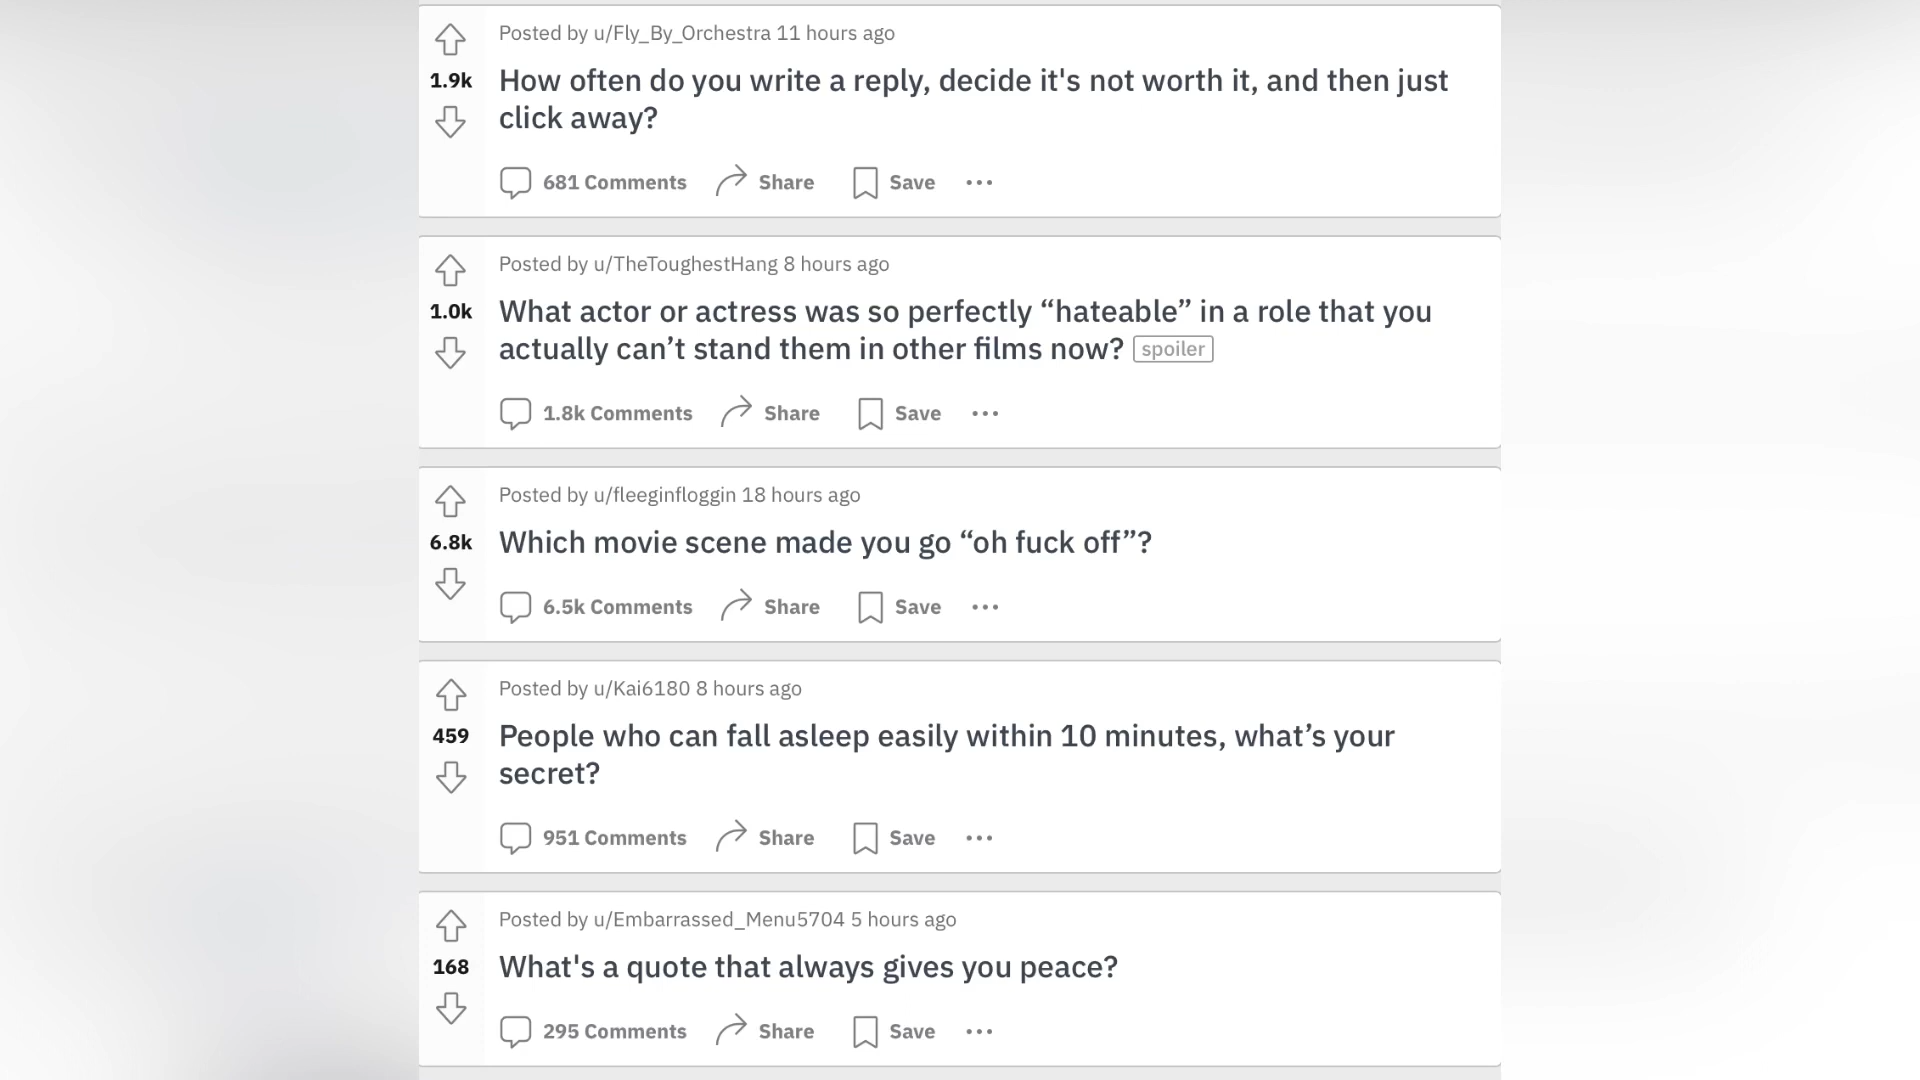 Posted by u/Fly_By_Orchestra 11 hours ago
1.9k
How often do you write a reply, decide it's not worth it, and then just
click away?
681 Comments Share Save
Posted by u/TheToughestHang 8 hours ago
1.0k
What actor or actress was so perfectly “hateable” in a role that you
actually can’t stand them in other films now? spoiler
1.8k Comments Share Save
Posted by u/fleeginfloggin 18 hours ago
6.8k
Which movie scene made you go “oh fuck off”?
6.5k Comments Share Save
Posted by u/Kai6180 8 hours ago
459
People who can fall asleep easily within 10 minutes, what’s your
secret?
951 Comments Share Save
Posted by u/Embarrassed_Menu5704 5 hours ago
168
What's a quote that always gives you peace?
295 Comments Share Save